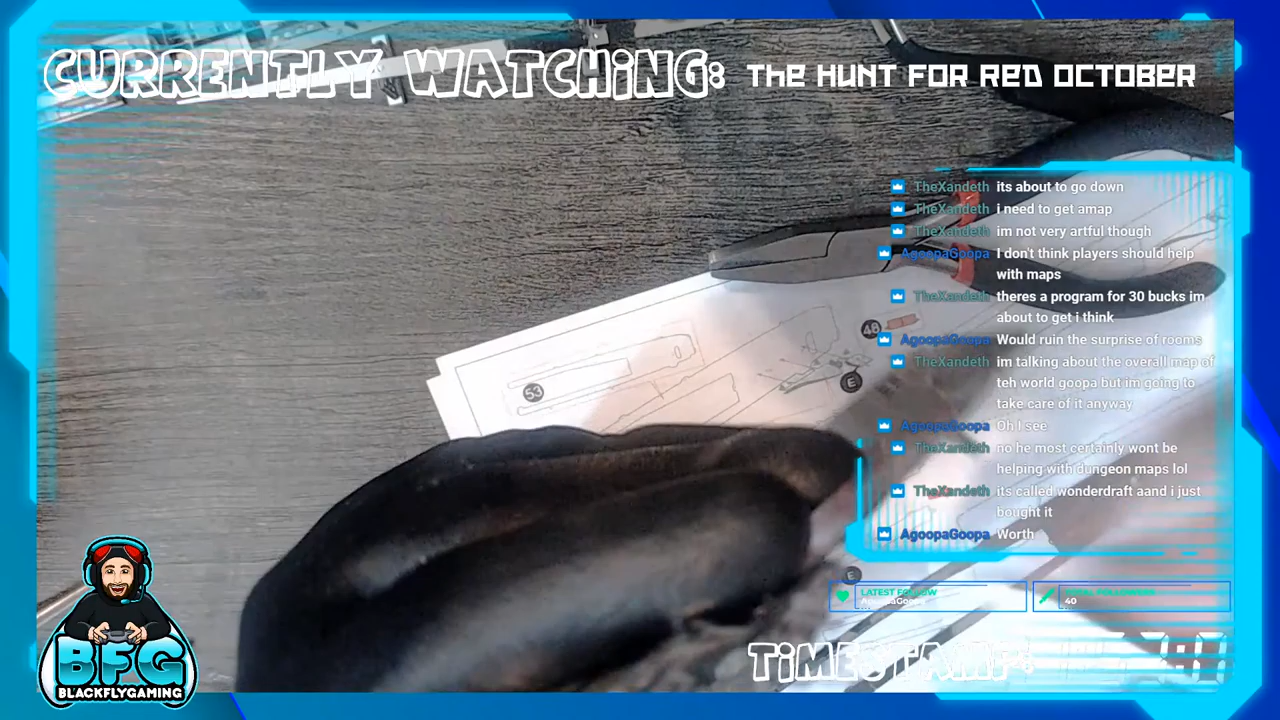 CURRENTLY WATCHING: THE HUNT FOR RED OCTOBER
TheXandeth its about to go down
TheXandeth i need to get amap
TheXandeth im not very artful though
AgoopaGoopa I don't think players should help
with maps
TheXandeth theres a program for 30 bucks im
about to get i think
AgoopaGoopa Would ruin the surprise of rooms
TheXandeth im talking about the overall map of
teh world goopa but im going to
take care of it anyway
AgoopaGoopa Oh I see
TheXandeth no he most certainly wont be
helping with dungeon maps lol
TheXandeth its called wonderdraft aand i just
bought it
AgoopaGoopa Worth
48
E
53
E
LATEST FOLLOW
AgoopaGoopa
TOTAL FOLLOWERS
40
TIMESTAMP:
BFG
BLACKFLYGAMING